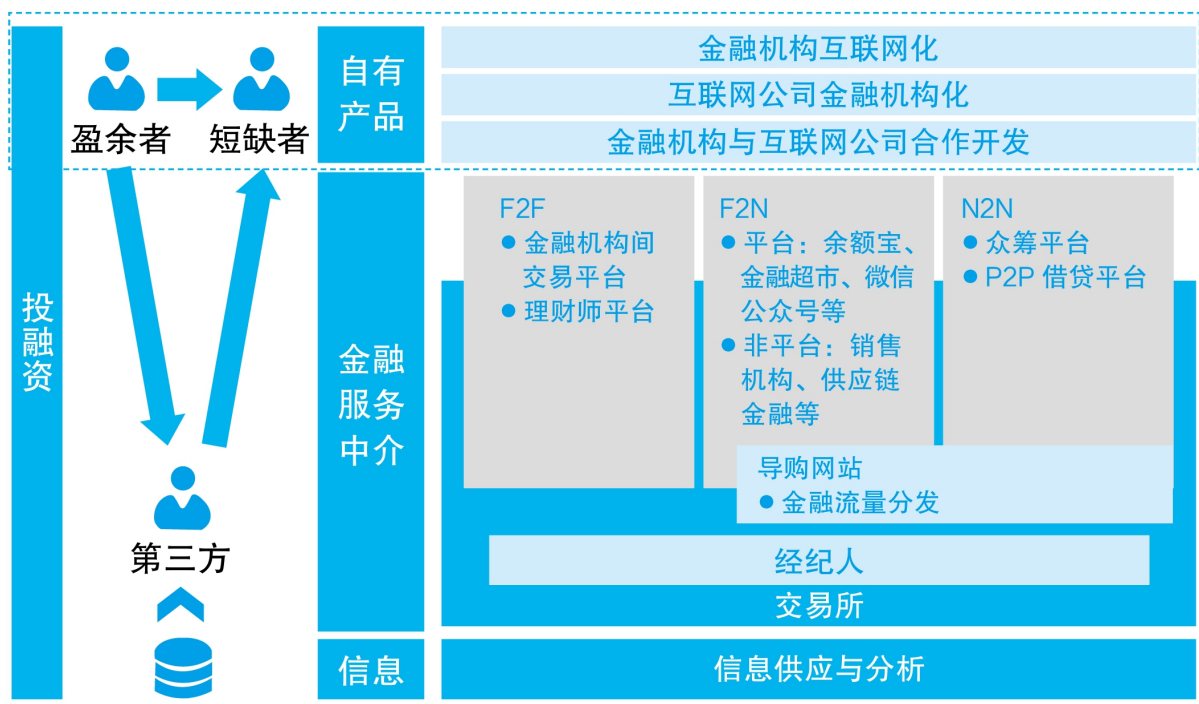 投融资
盈余者
短缺者
第三方
自有
产品
金融机构互联网化
互联网公司金融机构化
金融机构与互联网公司合作开发
金融
服务
中介
F2F
● 金融机构间
交易平台
● 理财师平台
F2N
● 平台：余额宝、
金融超市、微信
公众号等
● 非平台：销售
机构、供应链
金融等
N2N
● 众筹平台
● P2P 借贷平台
导购网站
● 金融流量分发
经纪人
交易所
信息
信息供应与分析